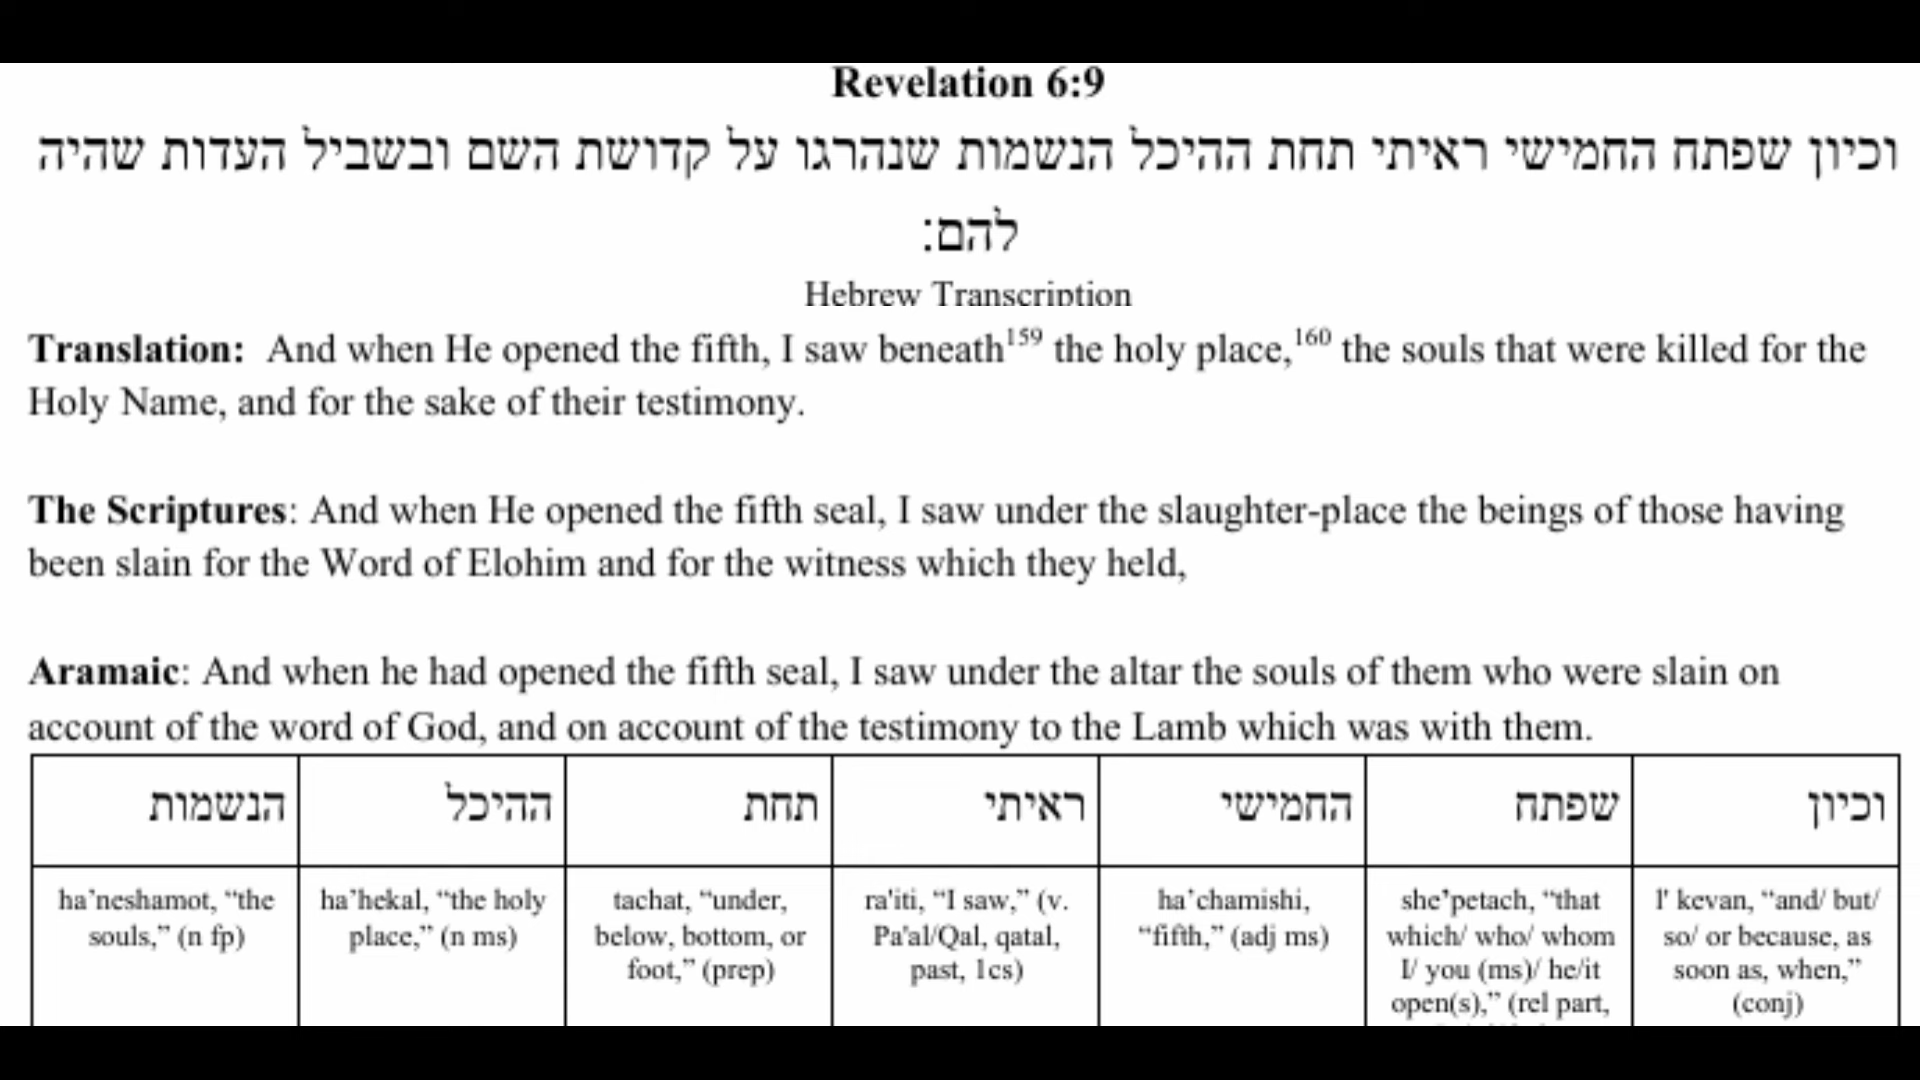 Revelation 6:9
וכיון שפתח החמישי ראיתי תחת ההיכל הנשמות שנהרגו על קדושת השם ובשביל העדות שהיה
להם:
Hebrew Transcription
Translation: And when He opened the fifth, I saw beneath159 the holy place,160 the souls that were killed for the
Holy Name, and for the sake of their testimony.
The Scriptures: And when He opened the fifth seal, I saw under the slaughter-place the beings of those having
been slain for the Word of Elohim and for the witness which they held,
Aramaic: And when he had opened the fifth seal, I saw under the altar the souls of them who were slain on
account of the word of God, and on account of the testimony to the Lamb which was with them.
וכיון שפתח החמישי ראיתי תחת ההיכל הנשמות
ha’neshamot, “the ha’hekal, “the holy tachat, “under, ra'iti, “I saw,” (v. ha’chamishi, she’petach, “that l' kevan, “and/ but/
souls,” (n fp) place,” (n ms) below, bottom, or Pa'al/Qal, qatal, “fifth,” (adj ms) which/ who/ whom so/ or because, as
foot,” (prep) past, 1cs) I/ you (ms)/ he/it soon as, when,”
open(s),” (rel part, (conj)